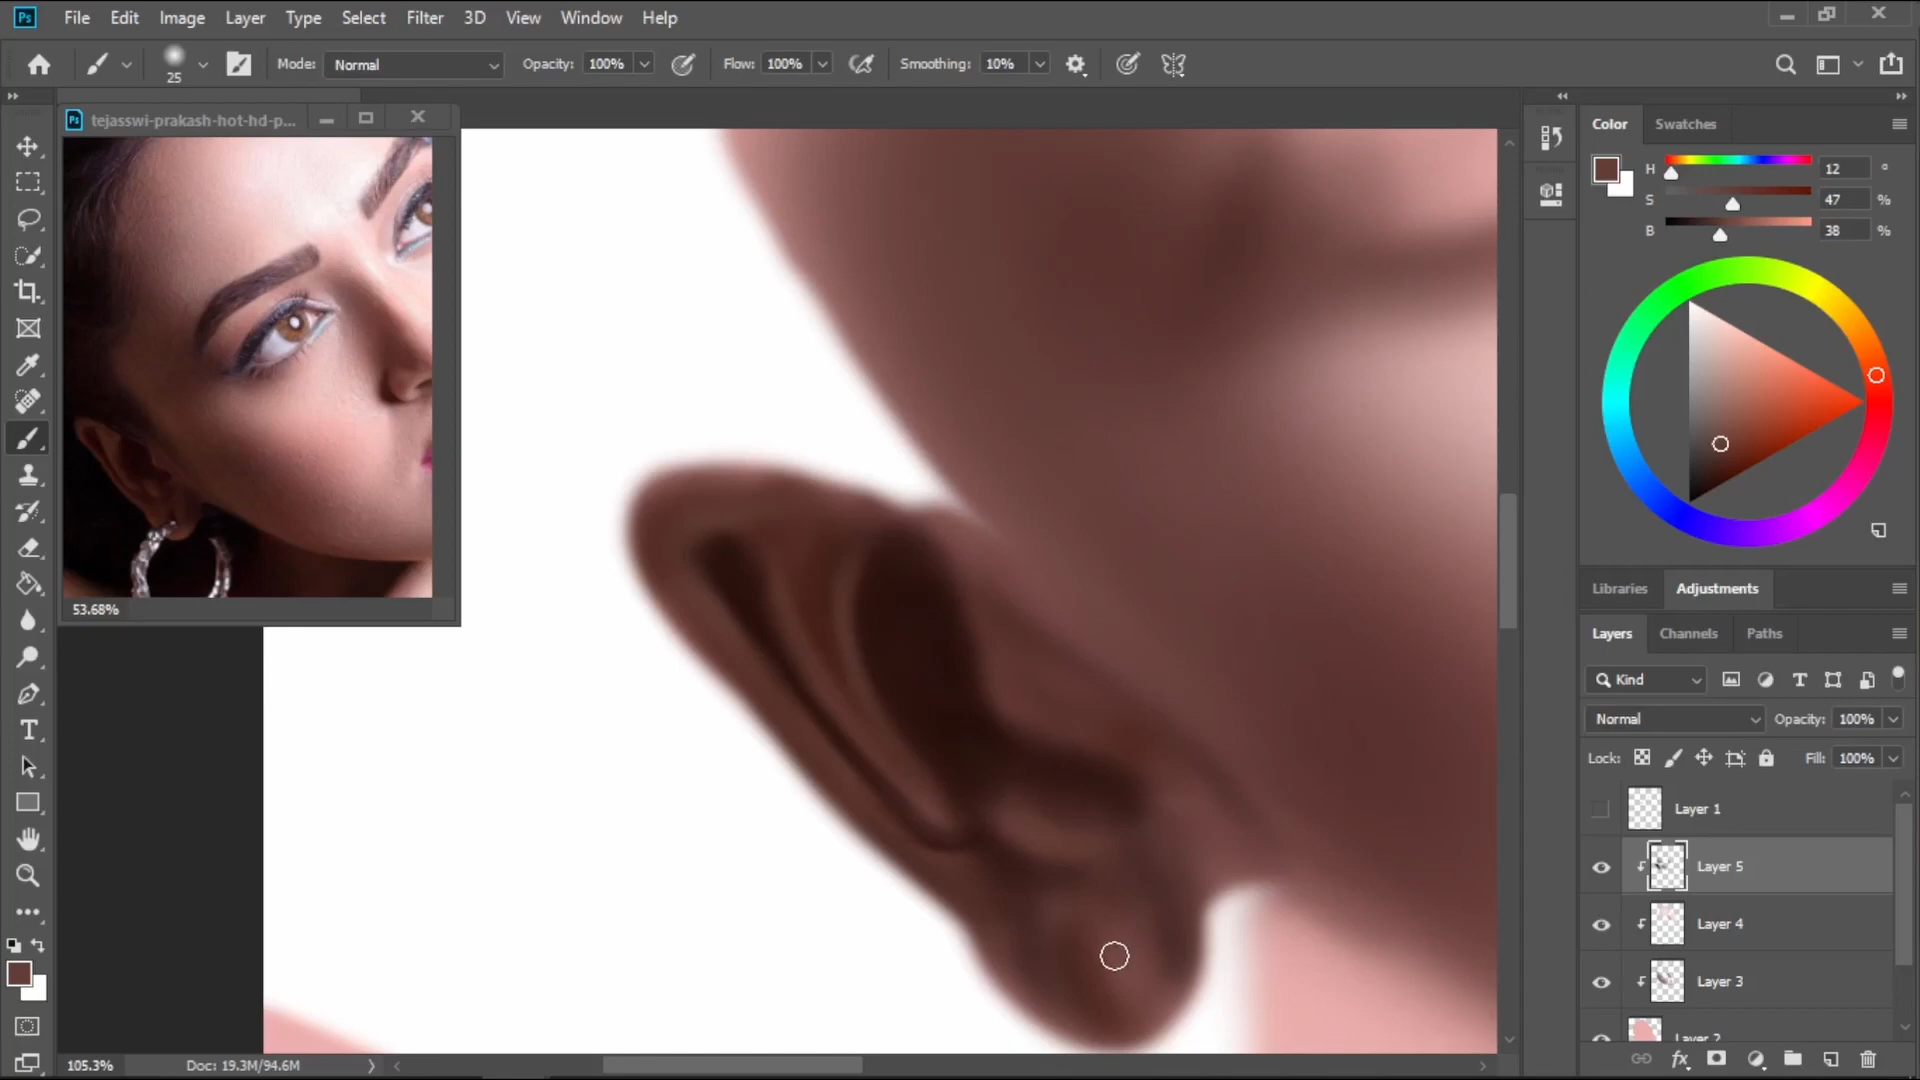 Ps File Edit Image Layer Type Select Filter 3D View Window Help
25 Mode: Normal Opacity: 100% Flow: 100% Smoothing: 10%
Ps tejasswi-prakash-hot-hd-p...
53.68%
Color Swatches
H 12 °
S 47 %
B 38 %
Libraries Adjustments
Layers Channels Paths
Kind
Normal Opacity: 100%
Lock: Fill: 100%
Layer 1
Layer 5
Layer 4
Layer 3
Layer 2
105.3% Doc: 19.3M/94.6M